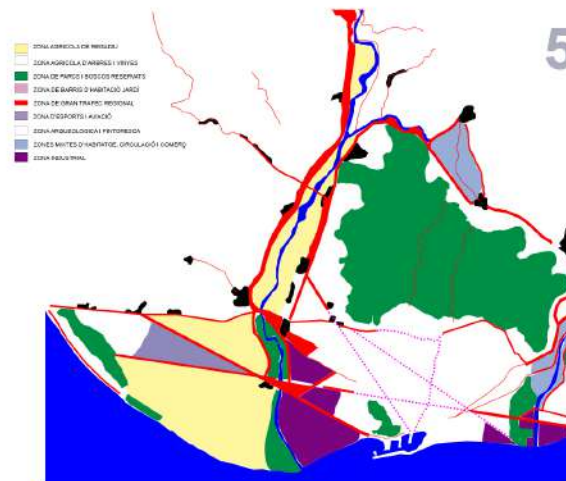 ZONA AGRICOLA DE REGADIU
ZONA AGRICOLA D'ARBRES I VINYES
ZONA DE PARCS I BOSCOS RESERVATS
ZONA DE BARRIS D'HABITACIÓ JARDÍ
ZONA DE GRAN TRAFEC REGIONAL
ZONA D'ESPORTS I AVIACIÓ
ZONA ARQUEOLOGICA I PINTORESCA
ZONES MIXTES D'HABITATGE, CIRCULACIÓ I COMERÇ
ZONA INDUSTRIAL
5